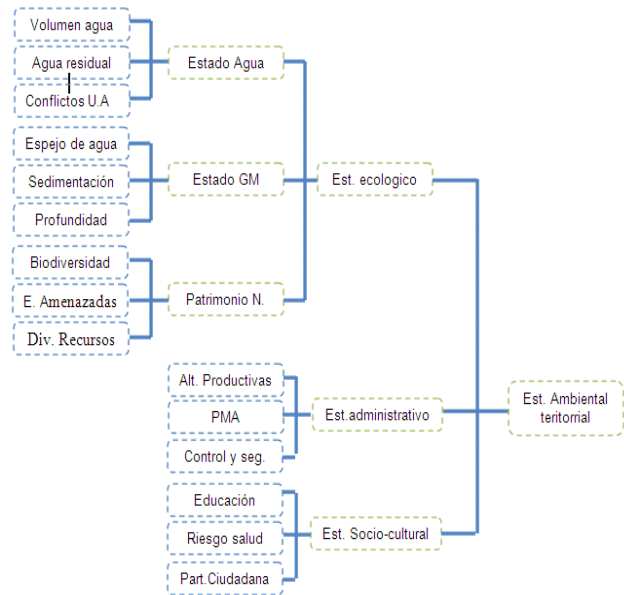 Volumen agua
Agua residual
Conflictos U.A
Estado Agua
Espejo de agua
Sedimentación
Profundidad
Estado GM
Biodiversidad
E. Amenazadas
Div. Recursos
Patrimonio N.
Est. ecologico
Alt. Productivas
PMA
Control y seg.
Est.administrativo
Educación
Riesgo salud
Part.Ciudadana
Est. Socio-cultural
Est. Ambiental
teritorrial